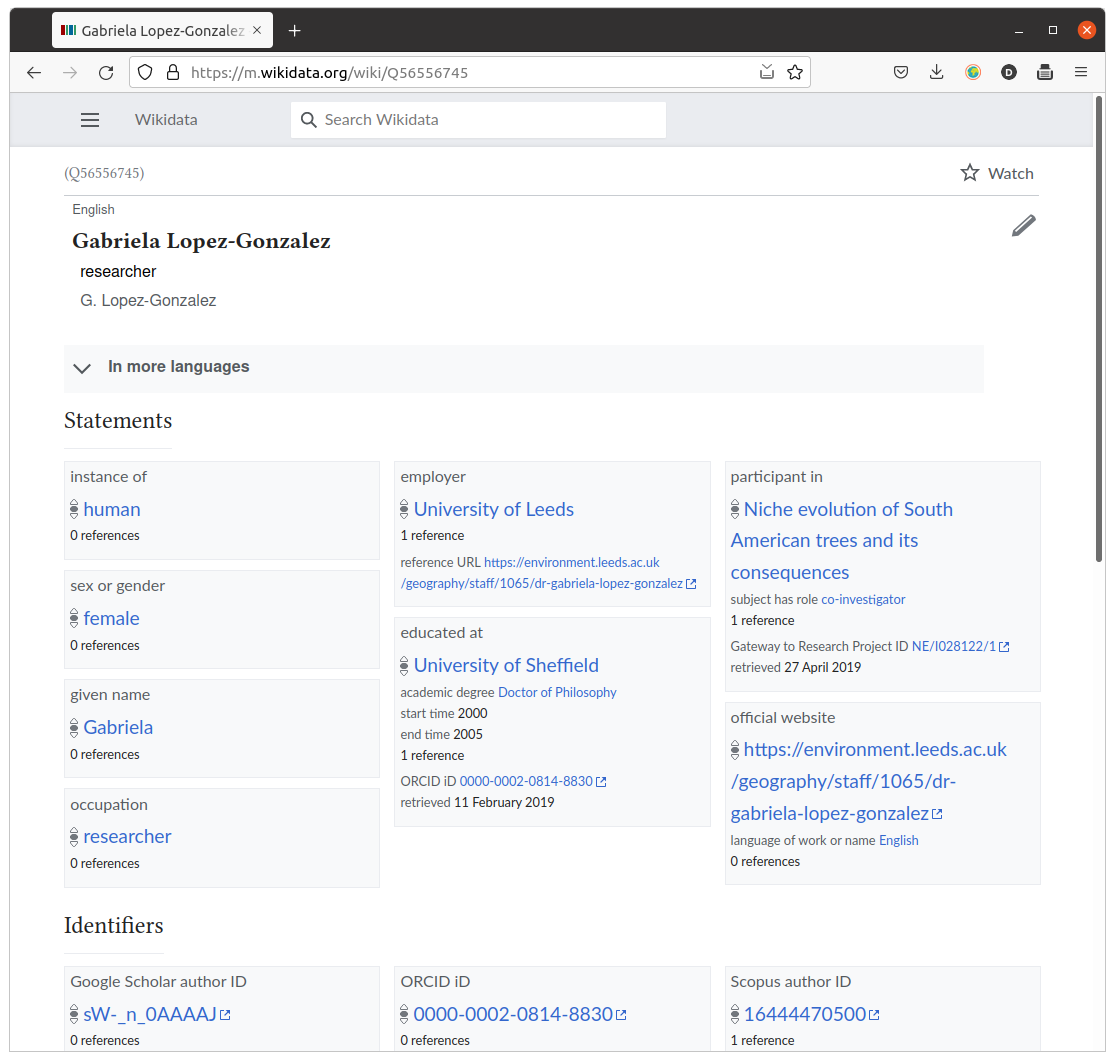 Gabriela Lopez-Gonzalez
https://m.wikidata.org/wiki/Q56556745
D
Wikidata
Search Wikidata
(Q56556745)
Watch
English
Gabriela Lopez-Gonzalez
researcher
G. Lopez-Gonzalez
In more languages
Statements
instance of
human
0 references
sex or gender
female
0 references
given name
Gabriela
0 references
occupation
researcher
0 references
employer
University of Leeds
1 reference
reference URL https://environment.leeds.ac.uk
/geography/staff/1065/dr-gabriela-lopez-gonzalez
educated at
University of Sheffield
academic degree Doctor of Philosophy
start time 2000
end time 2005
1 reference
ORCID iD 0000-0002-0814-8830
retrieved 11 February 2019
participant in
Niche evolution of South
American trees and its
consequences
subject has role co-investigator
1 reference
Gateway to Research Project ID NE/I028122/1
retrieved 27 April 2019
official website
https://environment.leeds.ac.uk
/geography/staff/1065/dr-
gabriela-lopez-gonzalez
language of work or name English
0 references
Identifiers
Google Scholar author ID
sW-_n_0AAAAJ
0 references
ORCID iD
0000-0002-0814-8830
0 references
Scopus author ID
16444470500
1 reference